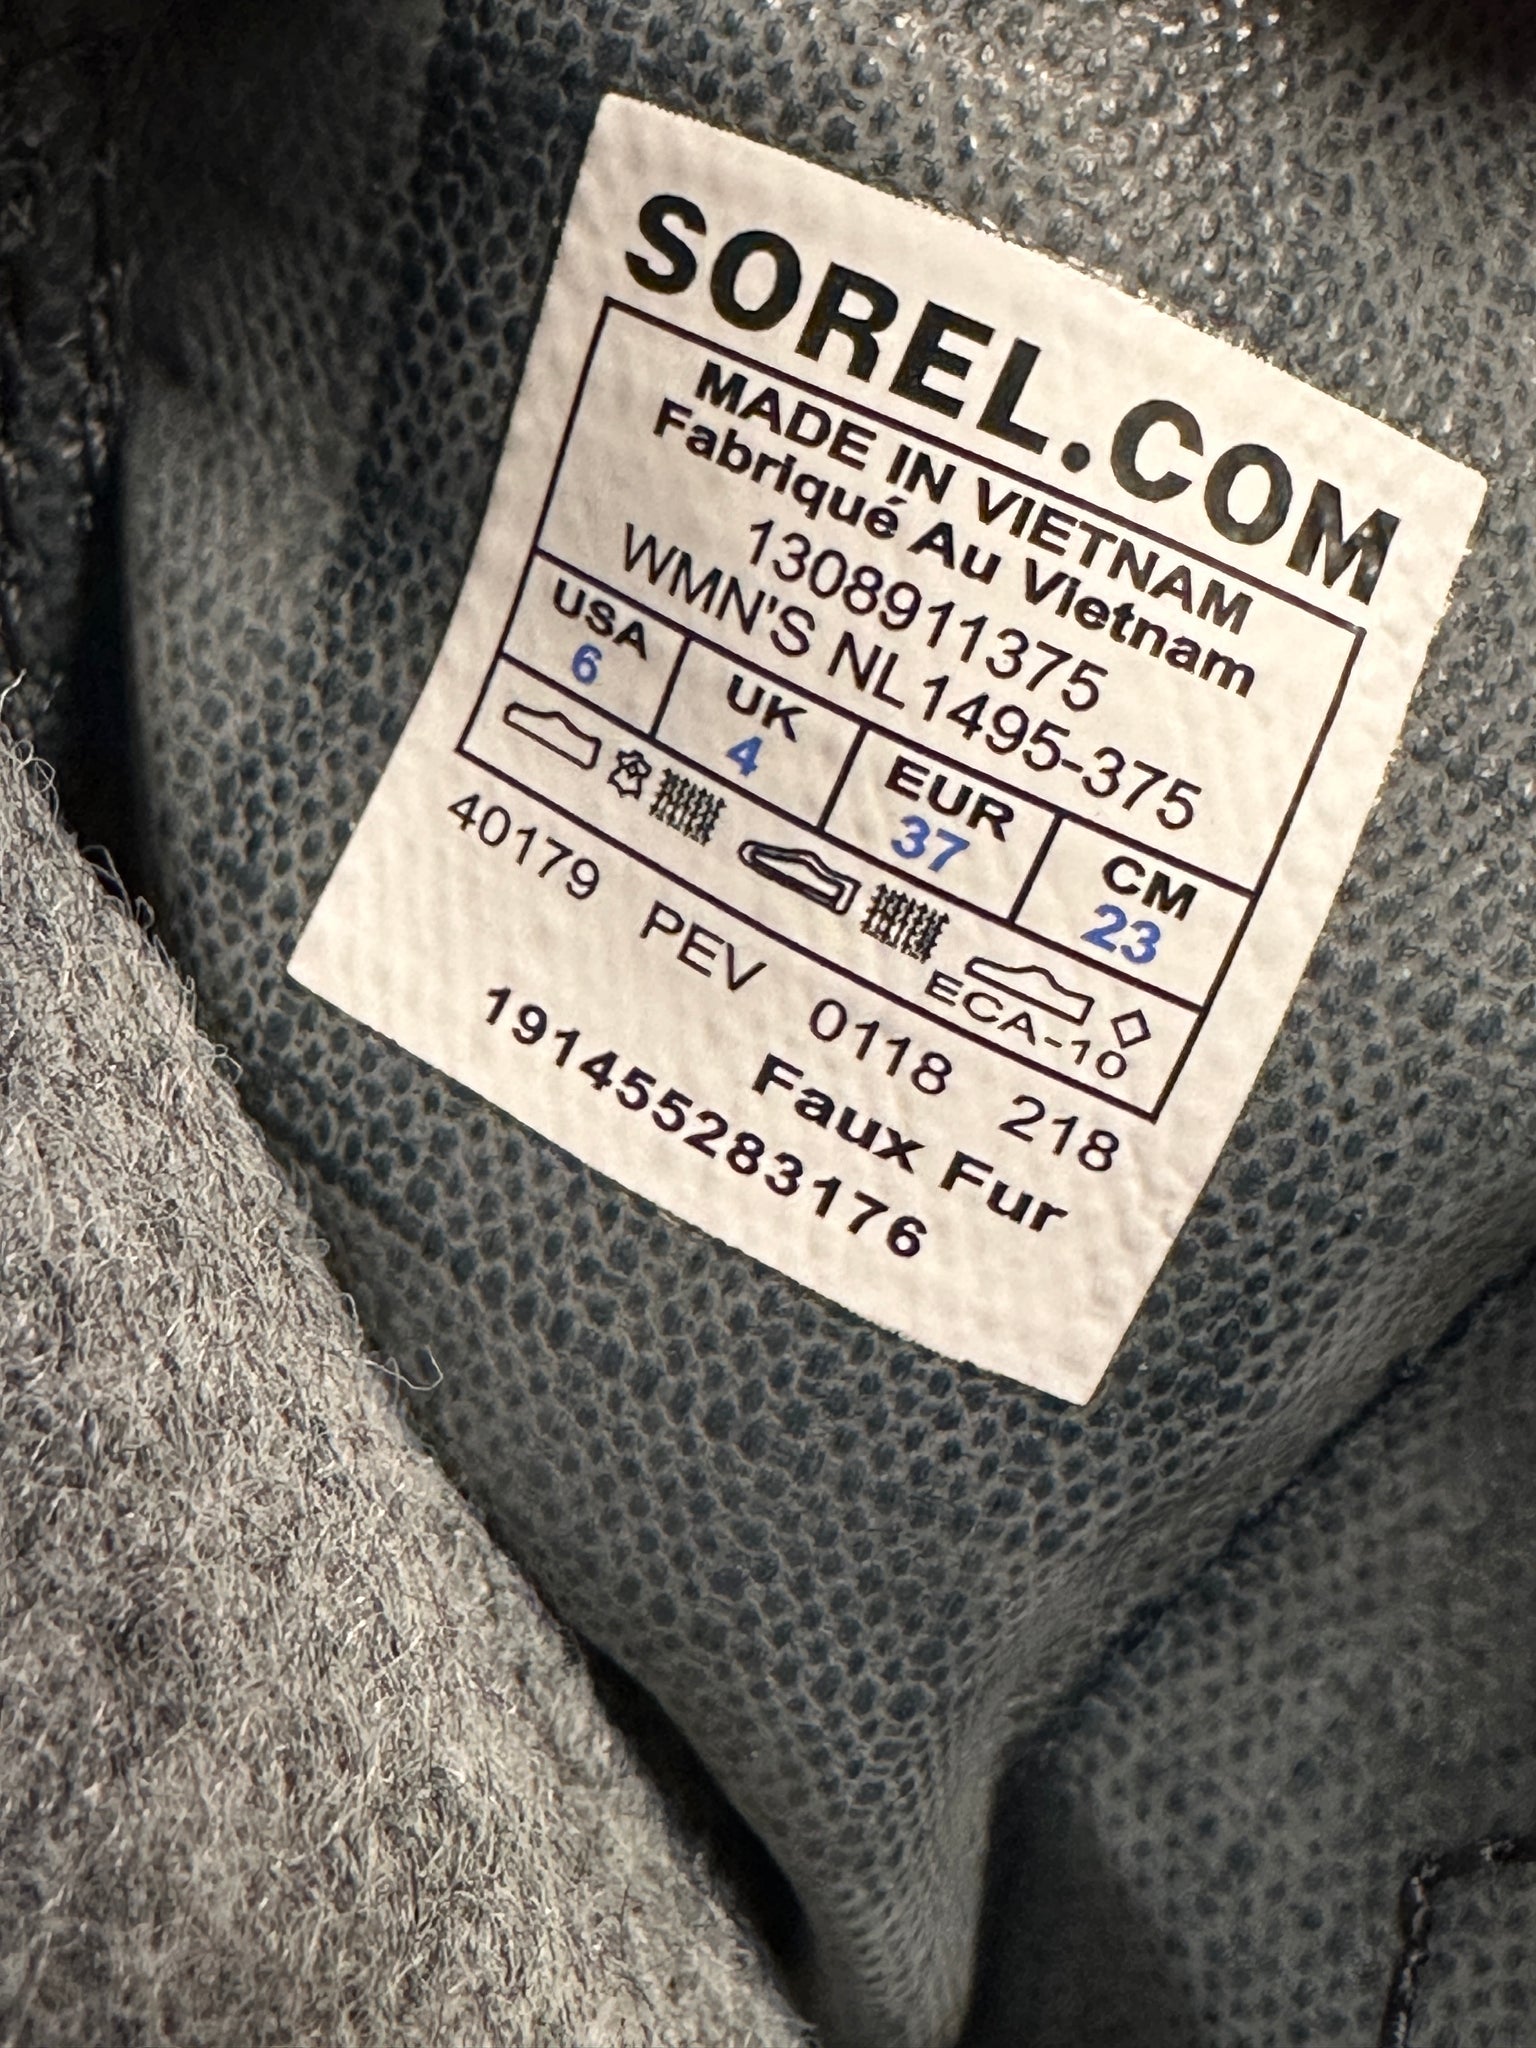 SOREL.COM
MADE IN VIETNAM
Fabriqué Au Vietnam
1308911375
WMN'S NL1495-375
USA UK EUR CM
6 4 37 23
ECA-10
40179 PEV 0118 218
Faux Fur
191455283176